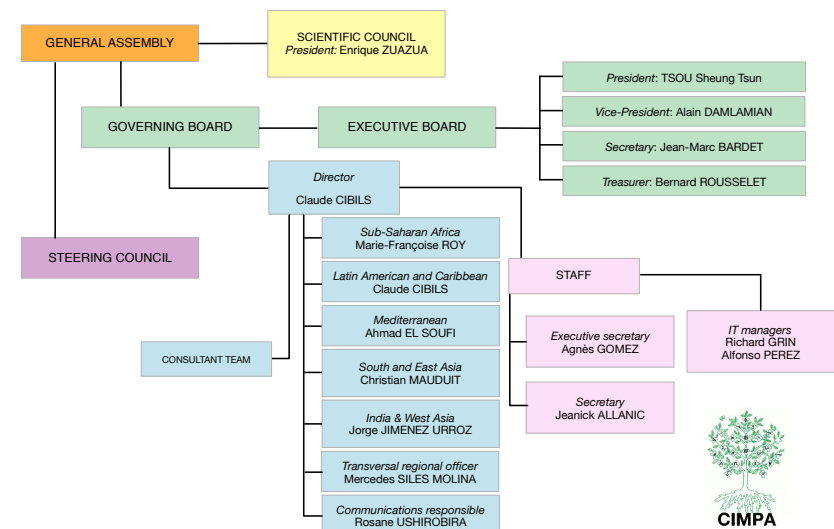 GENERAL ASSEMBLY
SCIENTIFIC COUNCIL
President: Enrique ZUAZUA
GOVERNING BOARD
EXECUTIVE BOARD
President: TSOU Sheung Tsun
Vice-President: Alain DAMLAMIAN
Secretary: Jean-Marc BARDET
Treasurer: Bernard ROUSSELET
Director
Claude CIBILS
STEERING COUNCIL
Sub-Saharan Africa
Marie-Françoise ROY
Latin American and Caribbean
Claude CIBILS
Mediterranean
Ahmad EL SOUFI
South and East Asia
Christian MAUDUIT
India & West Asia
Jorge JIMENEZ URROZ
Transversal regional officer
Mercedes SILES MOLINA
Communications responsible
Rosane USHIROBIRA
CONSULTANT TEAM
STAFF
Executive secretary
Agnès GOMEZ
Secretary
Jeanick ALLANIC
IT managers
Richard GRIN
Alfonso PEREZ
CIMPA